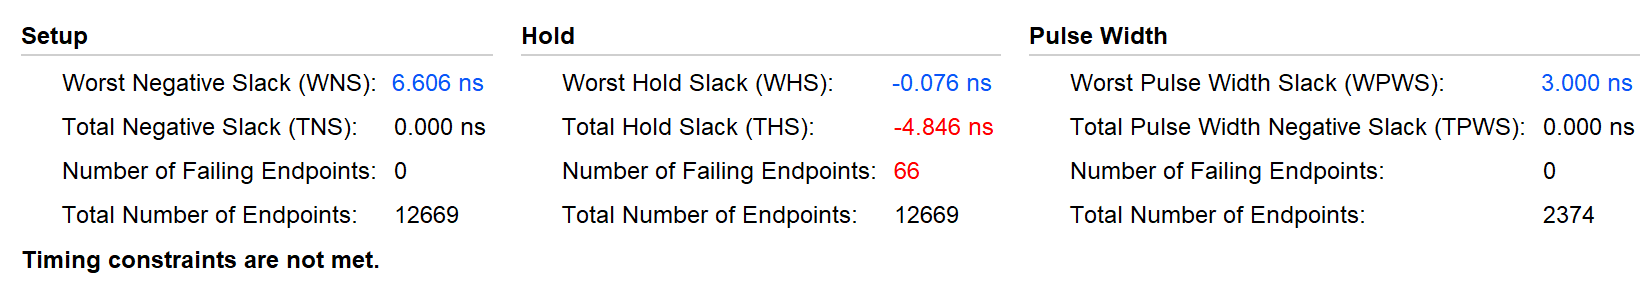 Setup
Worst Negative Slack (WNS): 6.606 ns
Total Negative Slack (TNS): 0.000 ns
Number of Failing Endpoints: 0
Total Number of Endpoints: 12669
Hold
Worst Hold Slack (WHS): -0.076 ns
Total Hold Slack (THS): -4.846 ns
Number of Failing Endpoints: 66
Total Number of Endpoints: 12669
Pulse Width
Worst Pulse Width Slack (WPWS): 3.000 ns
Total Pulse Width Negative Slack (TPWS): 0.000 ns
Number of Failing Endpoints: 0
Total Number of Endpoints: 2374
Timing constraints are not met.